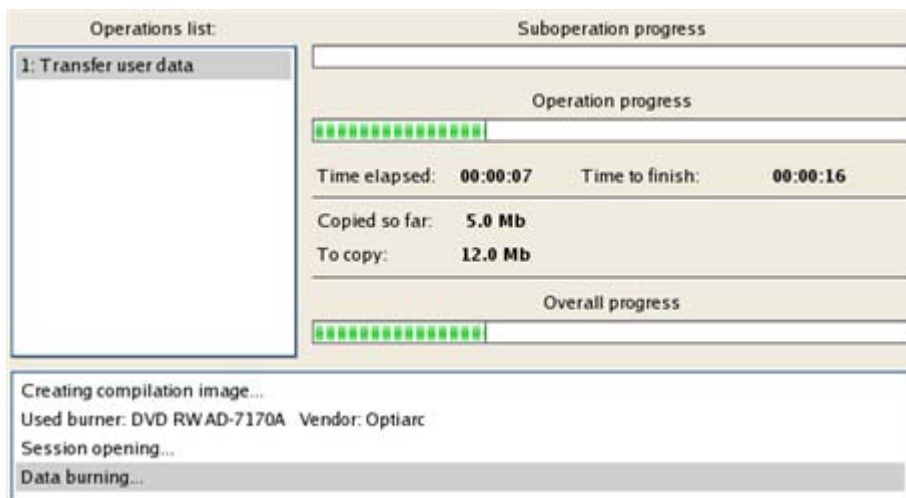 Operations list:
1: Transfer user data
Suboperation progress
Operation progress
Time elapsed: 00:00:07 Time to finish: 00:00:16
Copied so far: 5.0 Mb
To copy: 12.0 Mb
Overall progress
Creating compilation image...
Used burner: DVD RW AD-7170A Vendor: Optiarc
Session opening...
Data burning...